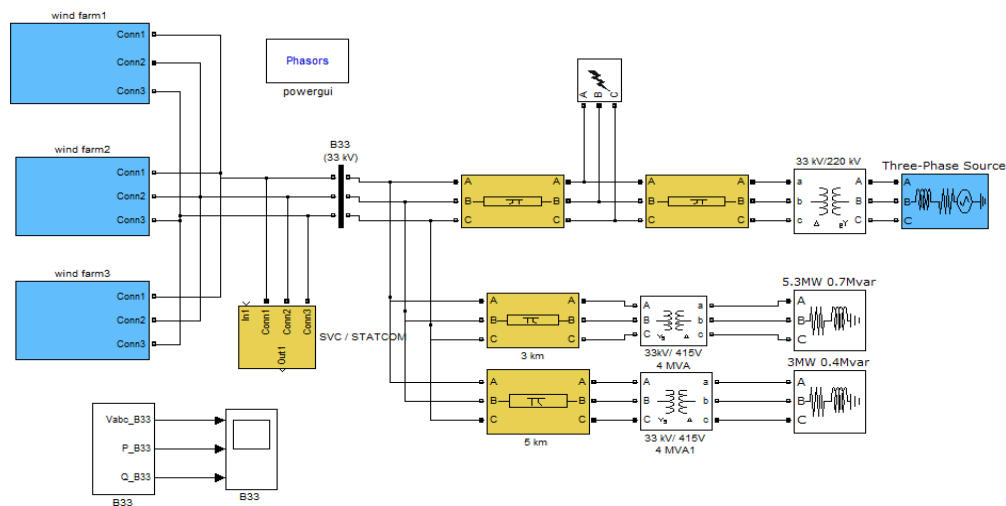 wind farm1
Conn1
Conn2
Conn3
Phasors
powergui
A B C
wind farm2
Conn1
Conn2
Conn3
B33
(33 kV)
A A
B B
C C
A A
B B
C C
33 kV/220 kV
a A
b B
c C
Three-Phase Source
A
B
C
wind farm3
Conn1
Conn2
Conn3
In1
Conn1
Conn2
Conn3
Out1
SVC / STATCOM
A A
B B
C C
3 km
A a
B b
C c
Yg
33kV/ 415V
4 MVA
5.3MW 0.7Mvar
A
B
C
A A
B B
C C
5 km
A a
B b
C c
Yg
33 kV/ 415V
4 MVA1
3MW 0.4Mvar
A
B
C
Vabc_B33
P_B33
Q_B33
B33
B33